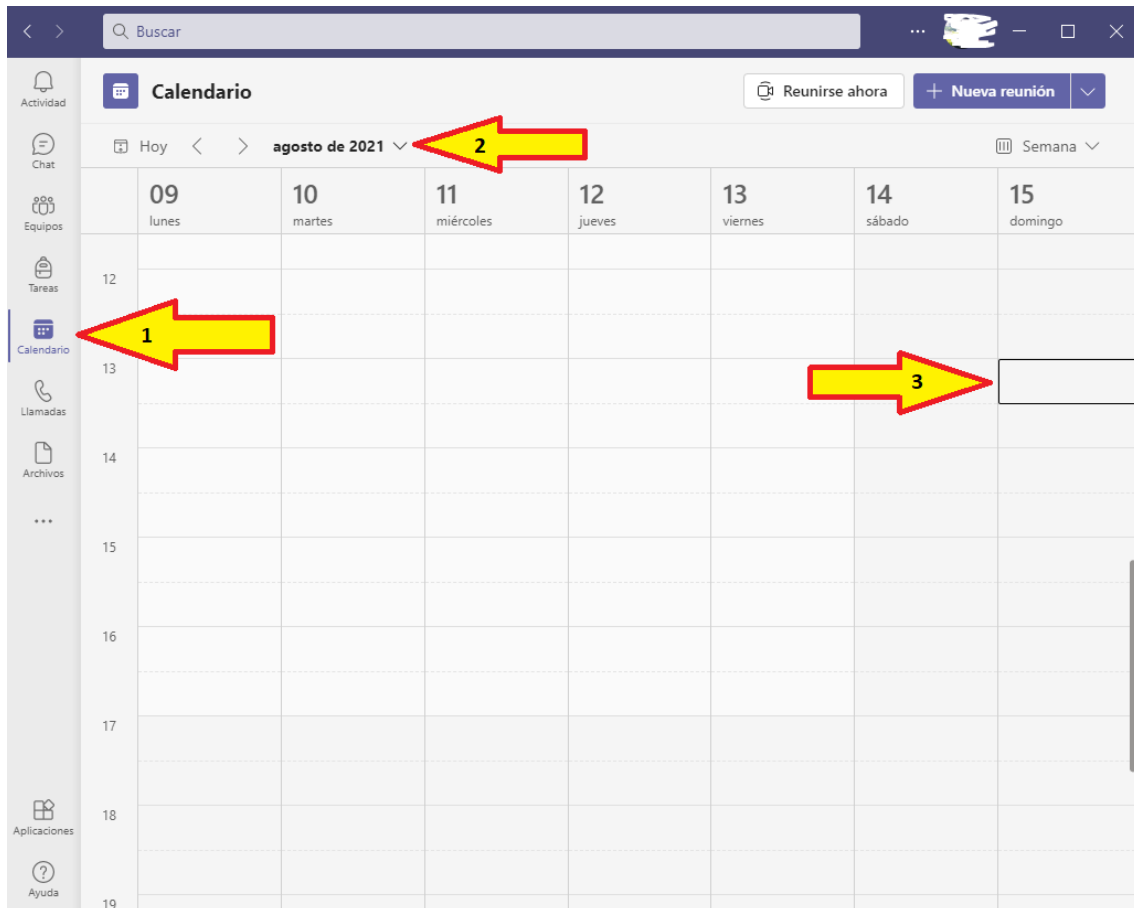 Buscar
Actividad
Calendario
Reunirse ahora
Nueva reunión
Chat
Hoy
agosto de 2021
2
Semana
Equipos
09 10 11 12 13 14 15
lunes martes miércoles jueves viernes sábado domingo
Tareas
12
Calendario
1
13
3
Llamadas
Archivos
14
15
16
17
Aplicaciones
18
Ayuda
19